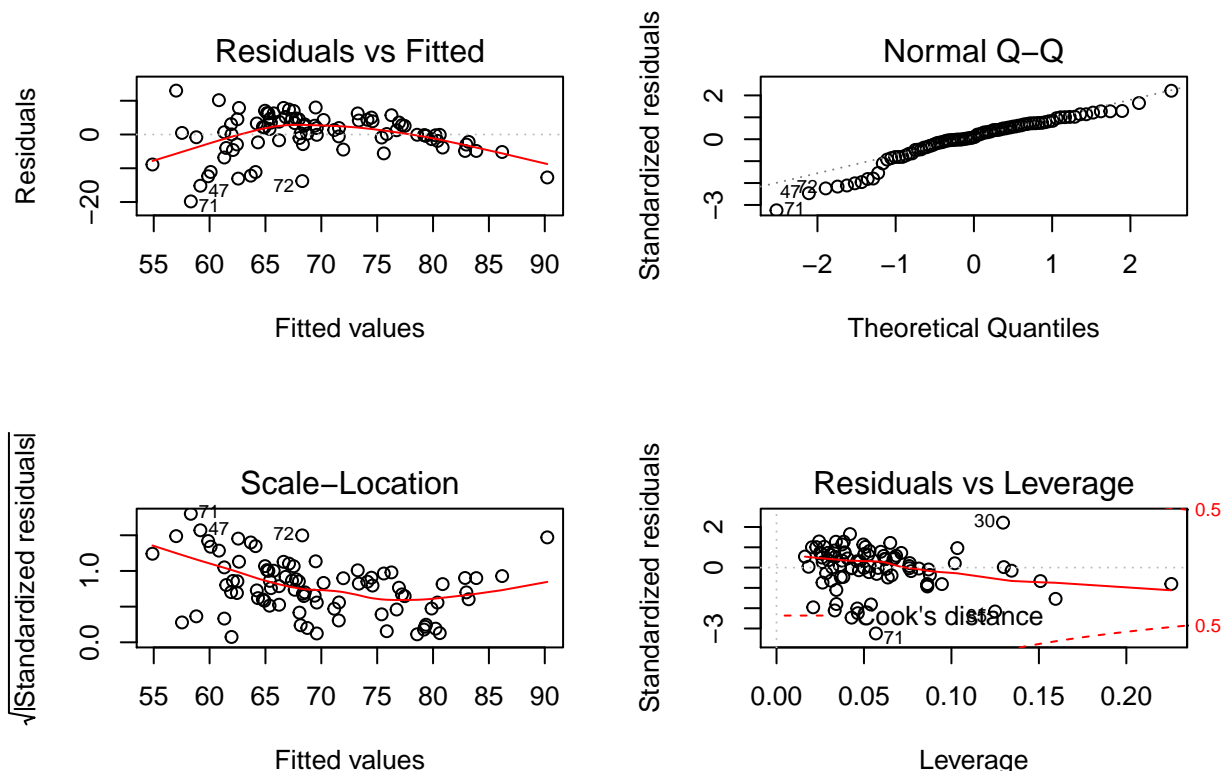 Residuals vs Fitted
Residuals
0
−20
47
72
71
55 60 65 70 75 80 85 90
Fitted values
Normal Q−Q
Standardized residuals
2
0
−3
47
72
71
−2 −1 0 1 2
Theoretical Quantiles
Scale−Location
√|Standardized residuals|
1.0
0.0
71
47
72
55 60 65 70 75 80 85 90
Fitted values
Residuals vs Leverage
Standardized residuals
2
0
−3
30
0.5
Cook's distance
0.5
71
0.00 0.05 0.10 0.15 0.20
Leverage